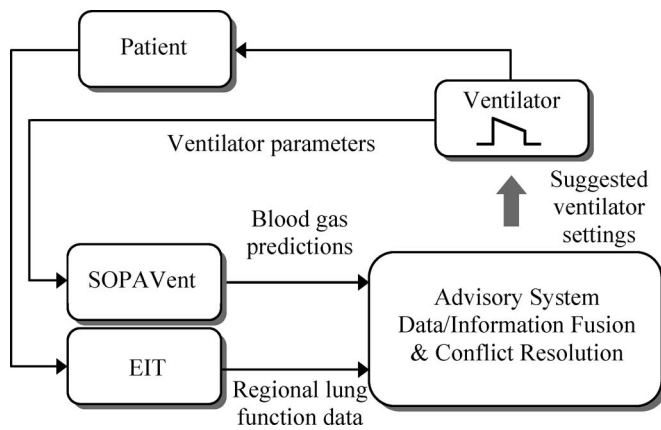 Patient
Ventilator
Ventilator parameters
Suggested
ventilator
settings
Blood gas
predictions
SOPAVent
Advisory System
Data/Information Fusion
& Conflict Resolution
EIT
Regional lung
function data